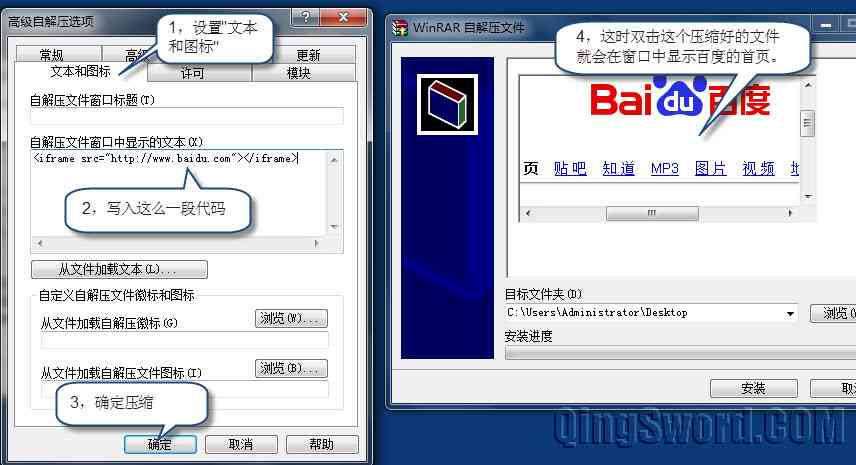 高级自解压选项
1，设置"文本
和图标"
常规
高级
更新
文本和图标
许可
模块
自解压文件窗口标题(T)
自解压文件窗口中显示的文本(X)
<iframe src="http://www.baidu.com"></iframe>
2，写入这么一段代码
从文件加载文本(L)...
自定义自解压文件徽标和图标
从文件加载自解压徽标(G)
浏览(W)...
从文件加载自解压文件图标(I)
浏览(B)...
3，确定压缩
确定
取消
帮助
WinRAR 自解压文件
4，这时双击这个压缩好的文件
就会在窗口中显示百度的首页。
Bai du 百度
页 贴吧 知道 MP3 图片 视频 地
目标文件夹(D)
C:\Users\Administrator\Desktop
浏览(W
安装进度
安装
取消
QingSword.COM